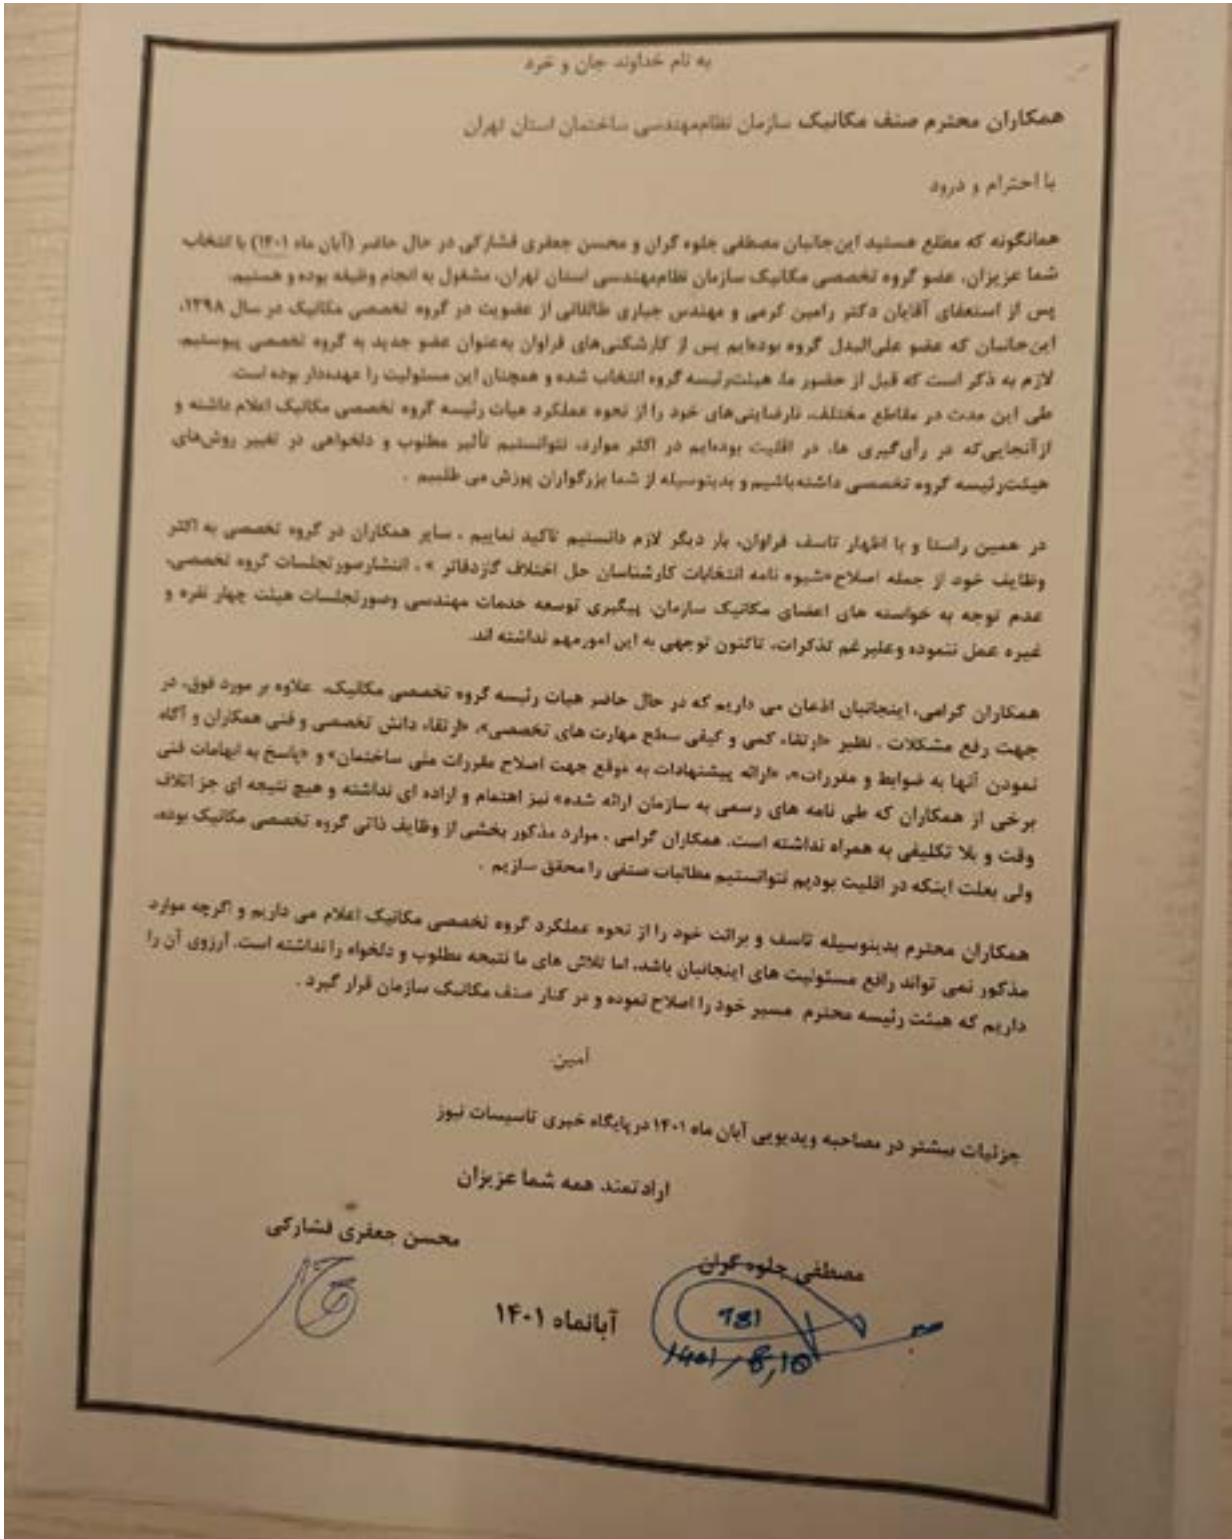 به نام خداوند جان و خرد
همکاران محترم صنف مکانیک سازمان نظام‌مهندسی ساختمان استان تهران
با احترام و درود
همانگونه که مطلع هستید این‌جانبان مصطفی جلوه گران و محسن جعفری فشارکی در حال حاضر (آبان ماه ۱۴۰۱) با انتخاب
شما عزیزان، عضو گروه تخصصی مکانیک سازمان نظام‌مهندسی استان تهران، مشغول به انجام وظیفه بوده و هستیم.
پس از استعفای آقایان دکتر رامین کرمی و مهندس جباری طالقانی از عضویت در گروه تخصصی مکانیک در سال ۱۳۹۸،
این‌جانبان که عضو علی‌البدل گروه بوده‌ایم پس از کارشکنی‌های فراوان به‌عنوان عضو جدید به گروه تخصصی پیوستیم.
لازم به ذکر است که قبل از حضور ما، هیئت‌رئیسه گروه انتخاب شده و همچنان این مسئولیت را عهده‌دار بوده است.
طی این مدت در مقاطع مختلف، نارضایتی‌های خود را از نحوه عملکرد هیات رئیسه گروه تخصصی مکانیک اعلام داشته و
ازآنجایی‌که در رأی‌گیری ها، در اقلیت بوده‌ایم در اکثر موارد، نتوانستیم تأثیر مطلوب و دلخواهی در تغییر روش‌های
هیئت‌رئیسه گروه تخصصی داشته‌باشیم و بدینوسیله از شما بزرگواران پوزش می طلبیم .
در همین راستا و با اظهار تاسف فراوان، بار دیگر لازم دانستیم تاکید نماییم ، سایر همکاران در گروه تخصصی به اکثر
وظایف خود از جمله اصلاح«شیوه نامه انتخابات کارشناسان حل اختلاف گازدفاتر » ، انتشارصورتجلسات گروه تخصصی،
عدم توجه به خواسته های اعضای مکانیک سازمان، پیگیری توسعه خدمات مهندسی وصورتجلسات هیئت چهار نفره و
غیره عمل ننموده وعلیرغم تذکرات، تاکنون توجهی به این امورمهم نداشته اند.
همکاران گرامی، اینجانبان اذعان می داریم که در حال حاضر هیات رئیسه گروه تخصصی مکانیک، علاوه بر مورد فوق، در
جهت رفع مشکلات ، نظیر «ارتقاء کمی و کیفی سطح مهارت های تخصصی»، «ارتقاء دانش تخصصی و فنی همکاران و آگاه
نمودن آنها به ضوابط و مقررات»، «ارائه پیشنهادات به موقع جهت اصلاح مقررات ملی ساختمان» و «پاسخ به ابهامات فنی
برخی از همکاران که طی نامه های رسمی به سازمان ارائه شده» نیز اهتمام و اراده ای نداشته و هیچ نتیجه ای جز اتلاف
وقت و بلا تکلیفی به همراه نداشته است. همکاران گرامی ، موارد مذکور بخشی از وظایف ذاتی گروه تخصصی مکانیک بوده،
ولی بعلت اینکه در اقلیت بودیم نتوانستیم مطالبات صنفی را محقق سازیم .
همکاران محترم بدینوسیله تاسف و برائت خود را از نحوه عملکرد گروه تخصصی مکانیک اعلام می داریم و اگرچه موارد
مذکور نمی تواند رافع مسئولیت های اینجانبان باشد، اما تلاش های ما نتیجه مطلوب و دلخواه را نداشته است. آرزوی آن را
داریم که هیئت رئیسه محترم مسیر خود را اصلاح نموده و در کنار صنف مکانیک سازمان قرار گیرد .
آمین.
جزئیات بیشتر در مصاحبه ویدیویی آبان ماه ۱۴۰۱ درپایگاه خبری تاسیسات نیوز
ارادتمند همه شما عزیزان
محسن جعفری فشارکی
مصطفی جلوه گران
آبانماه ۱۴۰۱
1401/8,10